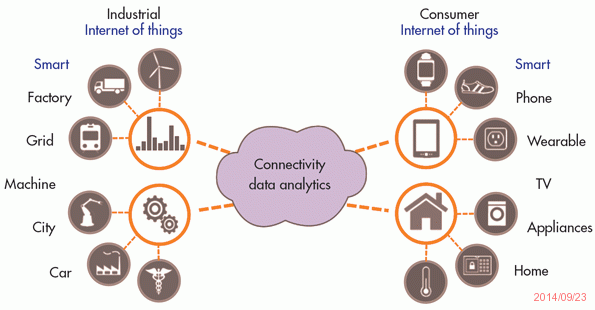 Industrial
Internet of things
Consumer
Internet of things
Smart
Factory
Grid
Machine
City
Car
Connectivity
data analytics
Smart
Phone
Wearable
TV
Appliances
Home
2014/09/23